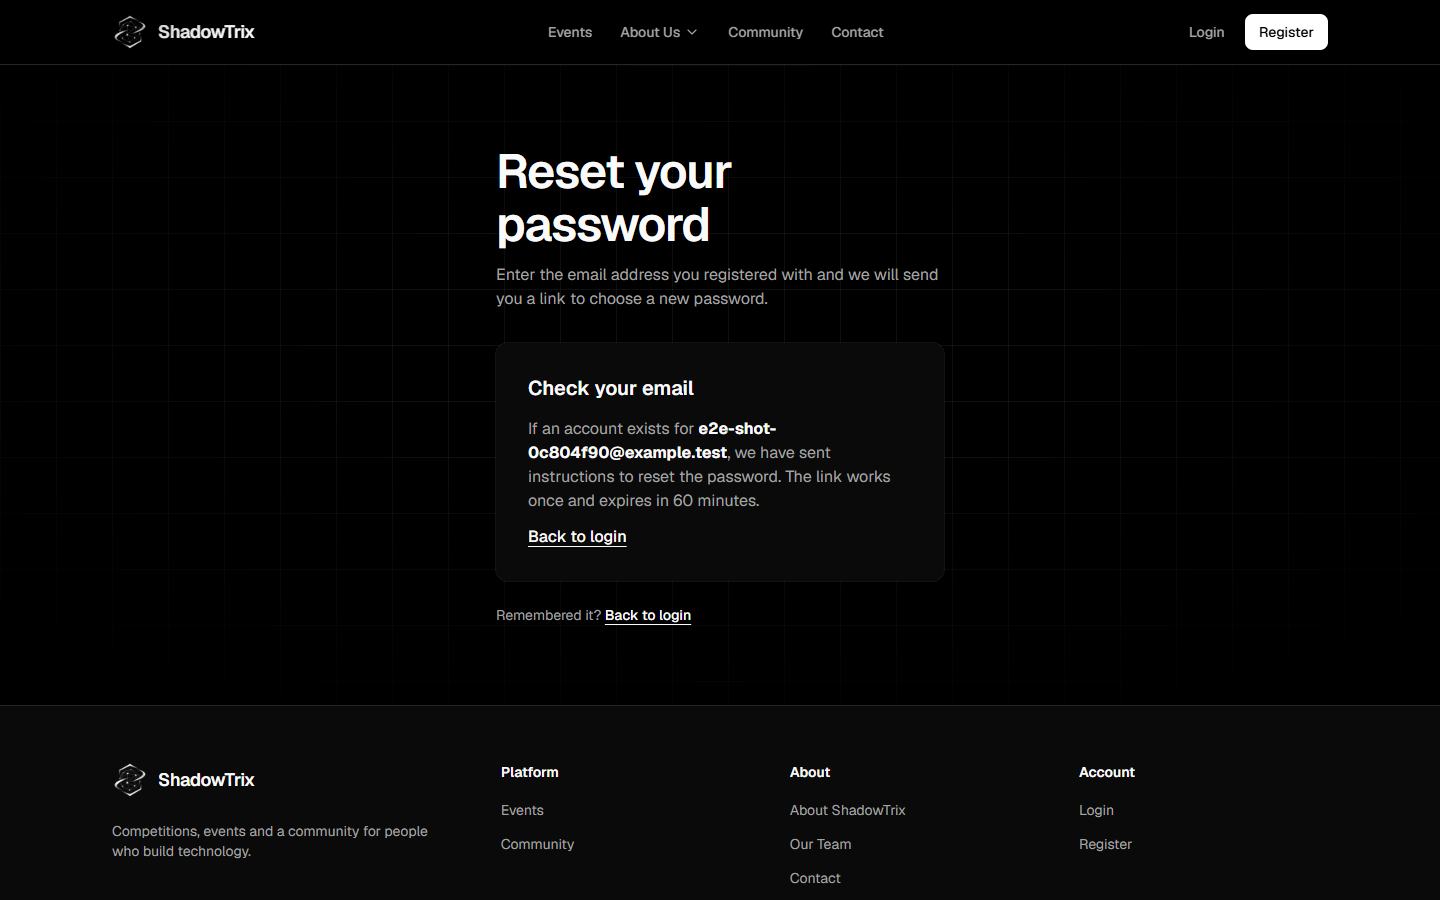 ShadowTrix
Events
About Us
Community
Contact
Login
Register
Reset your
password
Enter the email address you registered with and we will send
you a link to choose a new password.
Check your email
If an account exists for e2e-shot-
0c804f90@example.test, we have sent
instructions to reset the password. The link works
once and expires in 60 minutes.
Back to login
Remembered it? Back to login
ShadowTrix
Competitions, events and a community for people
who build technology.
Platform
Events
Community
About
About ShadowTrix
Our Team
Contact
Account
Login
Register